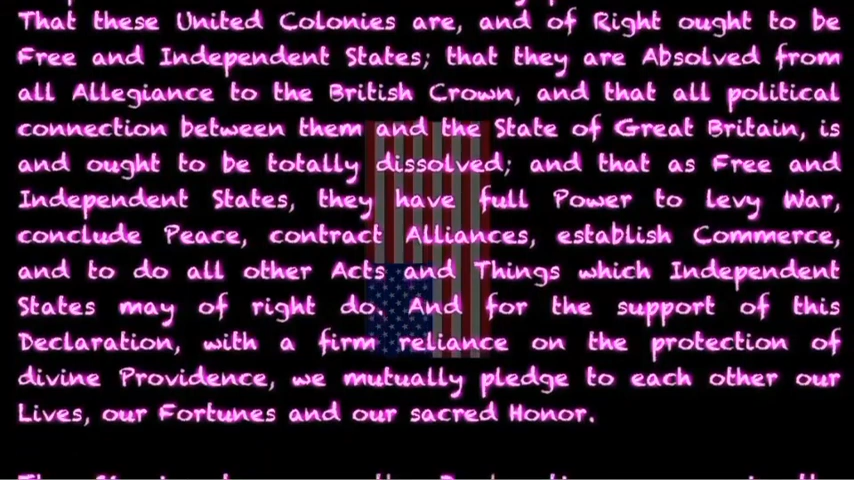 That these United Colonies are, and of Right ought to be
Free and Independent States; that they are Absolved from
all Allegiance to the British Crown, and that all political
connection between them and the State of Great Britain, is
and ought to be totally dissolved; and that as Free and
Independent States, they have full Power to levy War,
conclude Peace, contract Alliances, establish Commerce,
and to do all other Acts and Things which Independent
States may of right do. And for the support of this
Declaration, with a firm reliance on the protection of
divine Providence, we mutually pledge to each other our
Lives, our Fortunes and our sacred Honor.